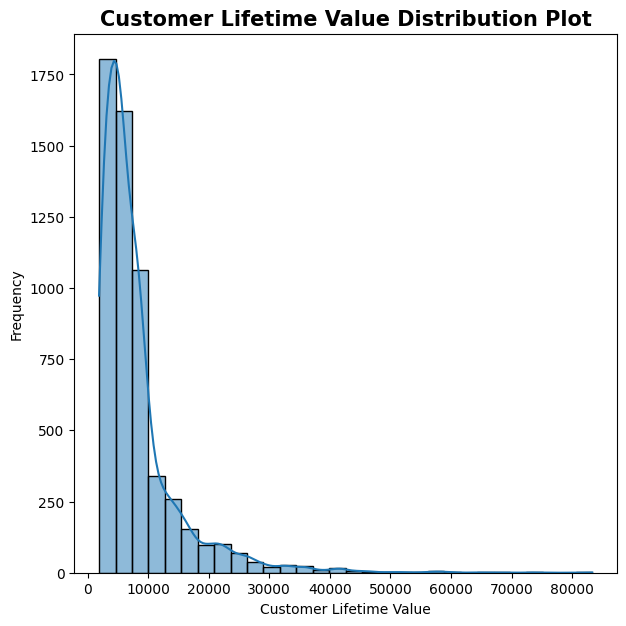 Customer Lifetime Value Distribution Plot
1750
1500
1250
1000
750
500
250
0
Frequency
0 10000 20000 30000 40000 50000 60000 70000 80000
Customer Lifetime Value